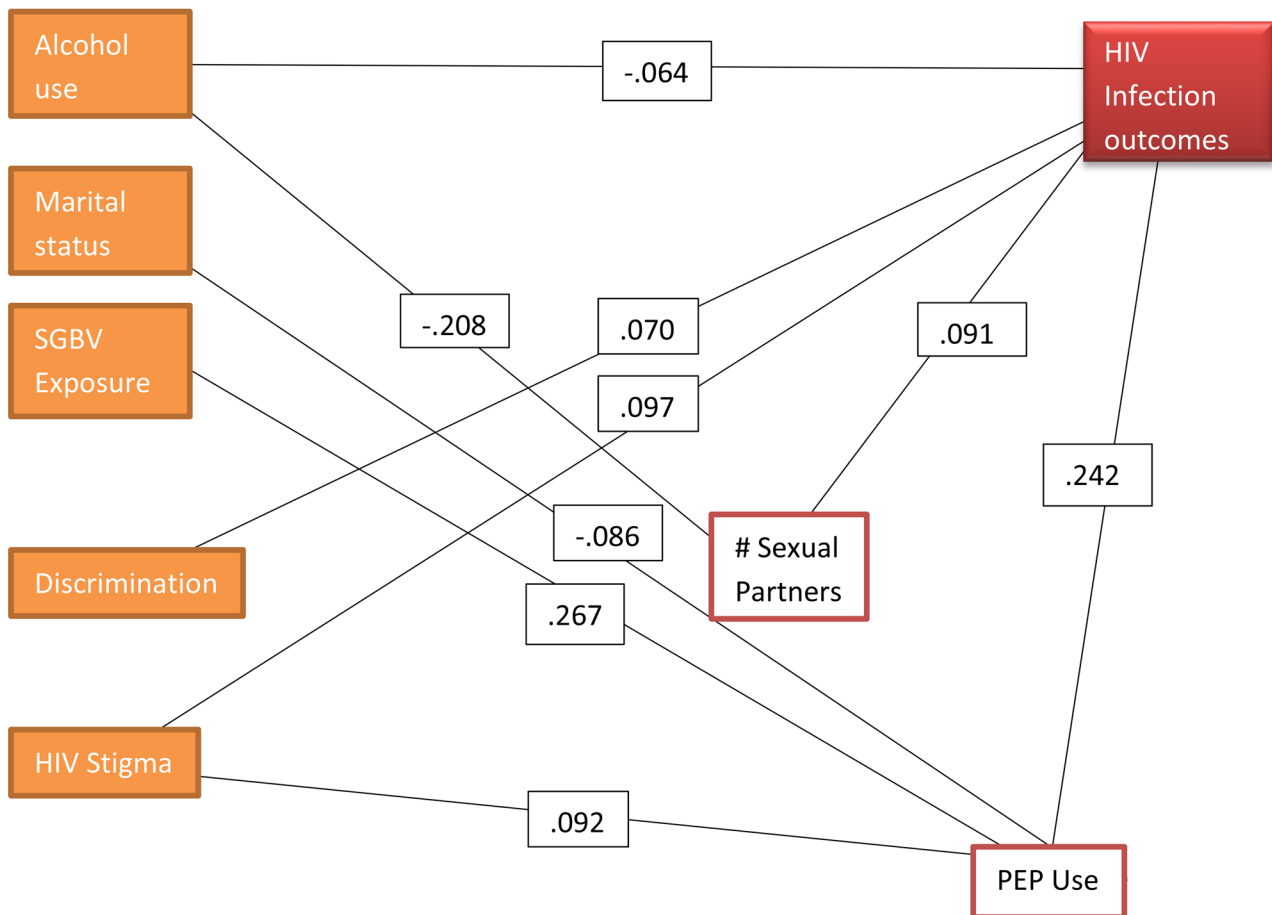 Alcohol
use
-.064
HIV
Infection
outcomes
Marital
status
SGBV
Exposure
-.208
.070
.091
.097
.242
-.086
# Sexual
Partners
Discrimination
.267
HIV Stigma
.092
PEP Use